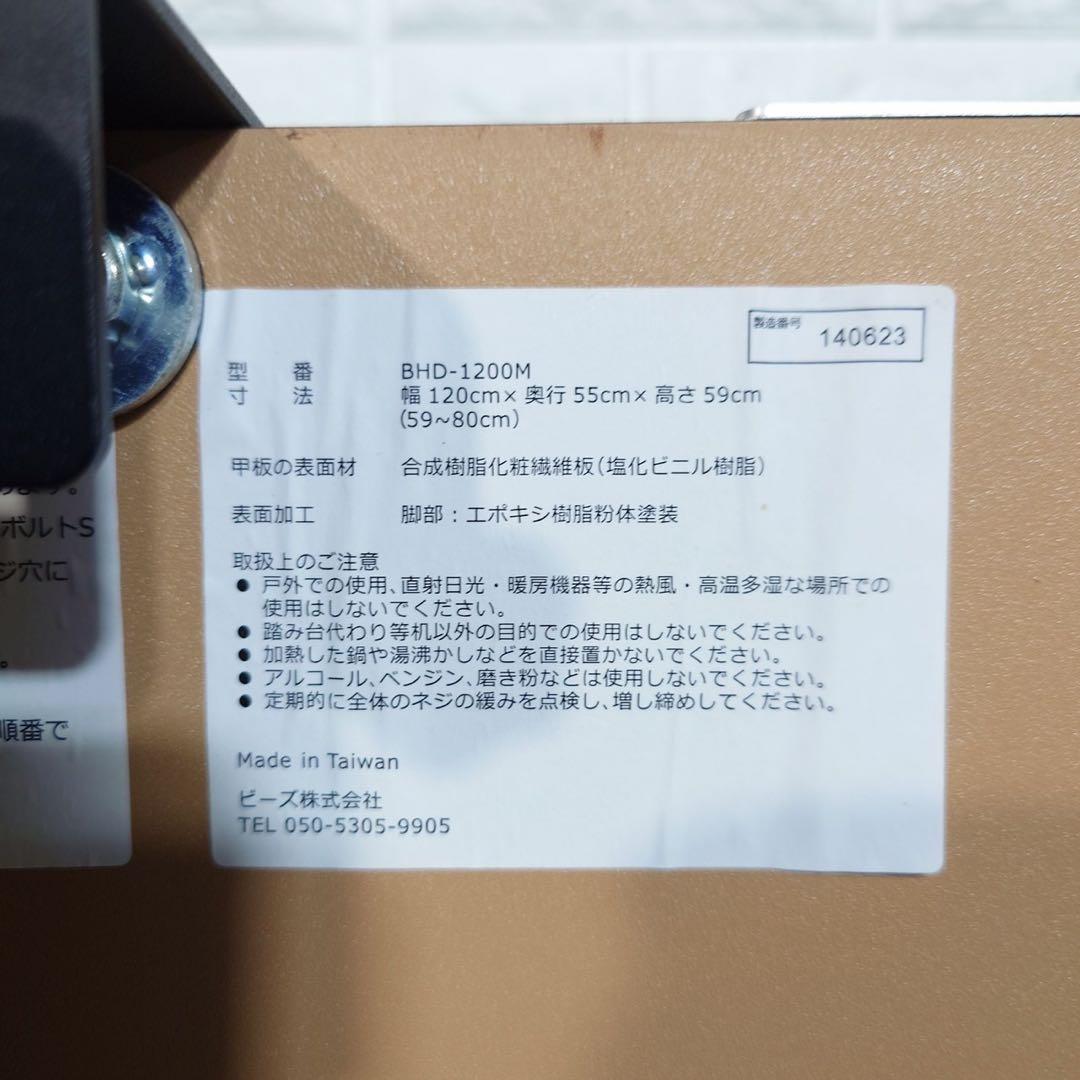 製造番号 140623
型 番 BHD-1200M
寸 法 幅 120cm× 奥行 55cm× 高さ 59cm
(59~80cm)
甲板の表面材 合成樹脂化粧繊維板(塩化ビニル樹脂)
表面加工 脚部:エポキシ樹脂粉体塗装
取扱上のご注意
● 戸外での使用、直射日光・暖房機器等の熱風・高温多湿な場所での
使用はしないでください。
● 踏み台代わり等机以外の目的での使用はしないでください。
● 加熱した鍋や湯沸かしなどを直接置かないでください。
● アルコール、ベンジン、磨き粉などは使用しないでください。
● 定期的に全体のネジの緩みを点検し、増し締めしてください。
Made in Taiwan
ビーズ株式会社
TEL 050-5305-9905
ボルトS
ジ穴に
。
順番で